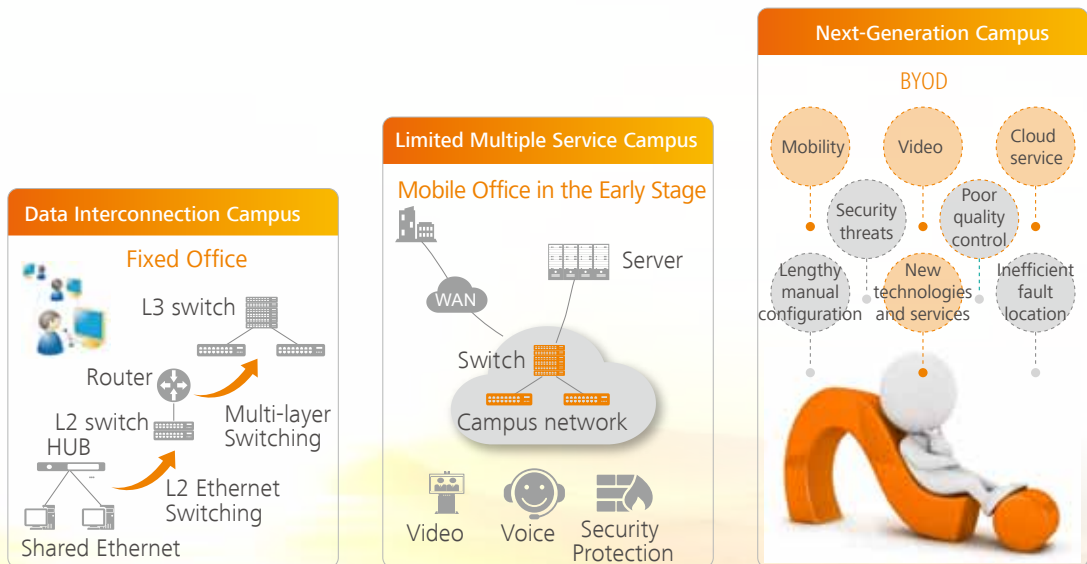 Data Interconnection Campus
Fixed Office
L3 switch
Router
Multi-layer
Switching
L2 switch
HUB
...
L2 Ethernet
Switching
Shared Ethernet
Limited Multiple Service Campus
Mobile Office in the Early Stage
Server
WAN
Switch
Campus network
Video
Voice
Security
Protection
Next-Generation Campus
BYOD
Mobility
Video
Cloud
service
Security
threats
Poor
quality
control
Lengthy
manual
configuration
New
technologies
and services
Inefficient
fault
location